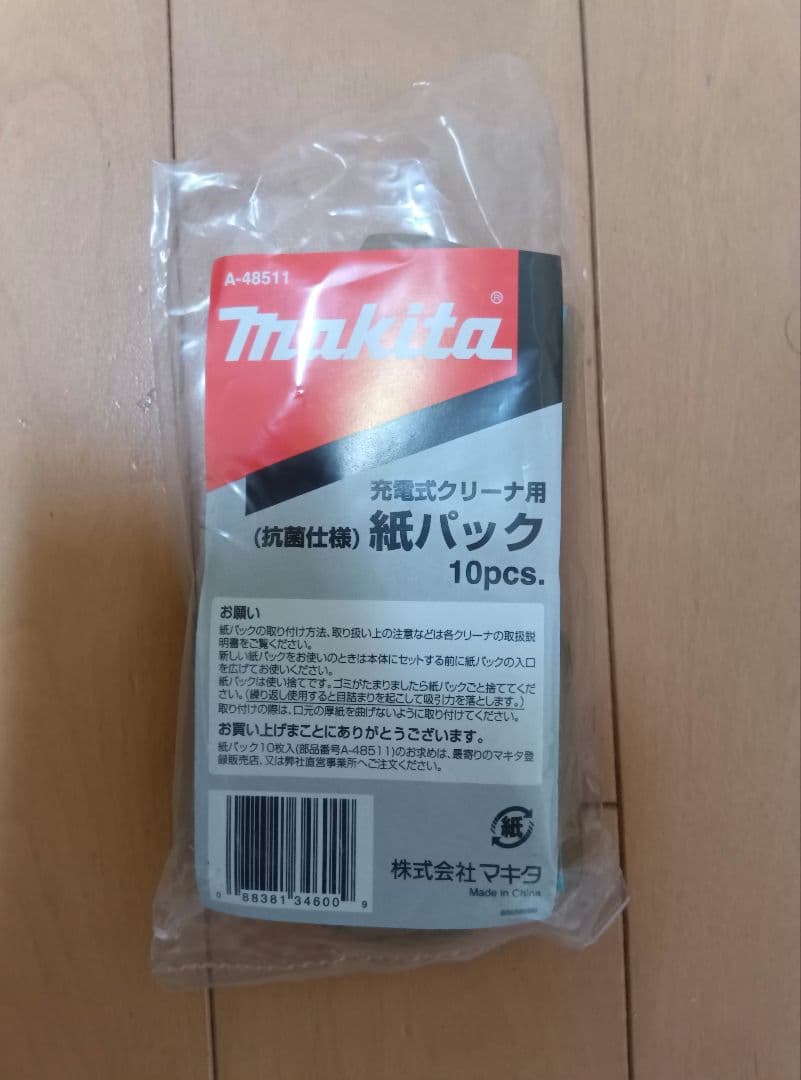 A-48511
makita®
充電式クリーナ用
(抗菌仕様) 紙パック
10pcs.
お願い
紙パックの取り付け方法、取り扱い上の注意などは各クリーナの取扱説
明書をご覧ください。
新しい紙パックをお使いのときは本体にセットする前に紙パックの入口
を広げてお使いください。
紙パックは使い捨てです。ゴミがたまりましたら紙パックごと捨ててくだ
さい。(繰り返し使用すると目詰まりを起こして吸引力を落とします。)
取り付けの際は、口元の厚紙を曲げないように取り付けてください。
お買い上げまことにありがとうございます。
紙パック10枚入(部品番号A-48511)のお求めは、最寄りのマキタ登
録販売店、又は弊社直営事業所へご注文ください。
紙
0 88381 34600 9
株式会社 マキタ
Made in China